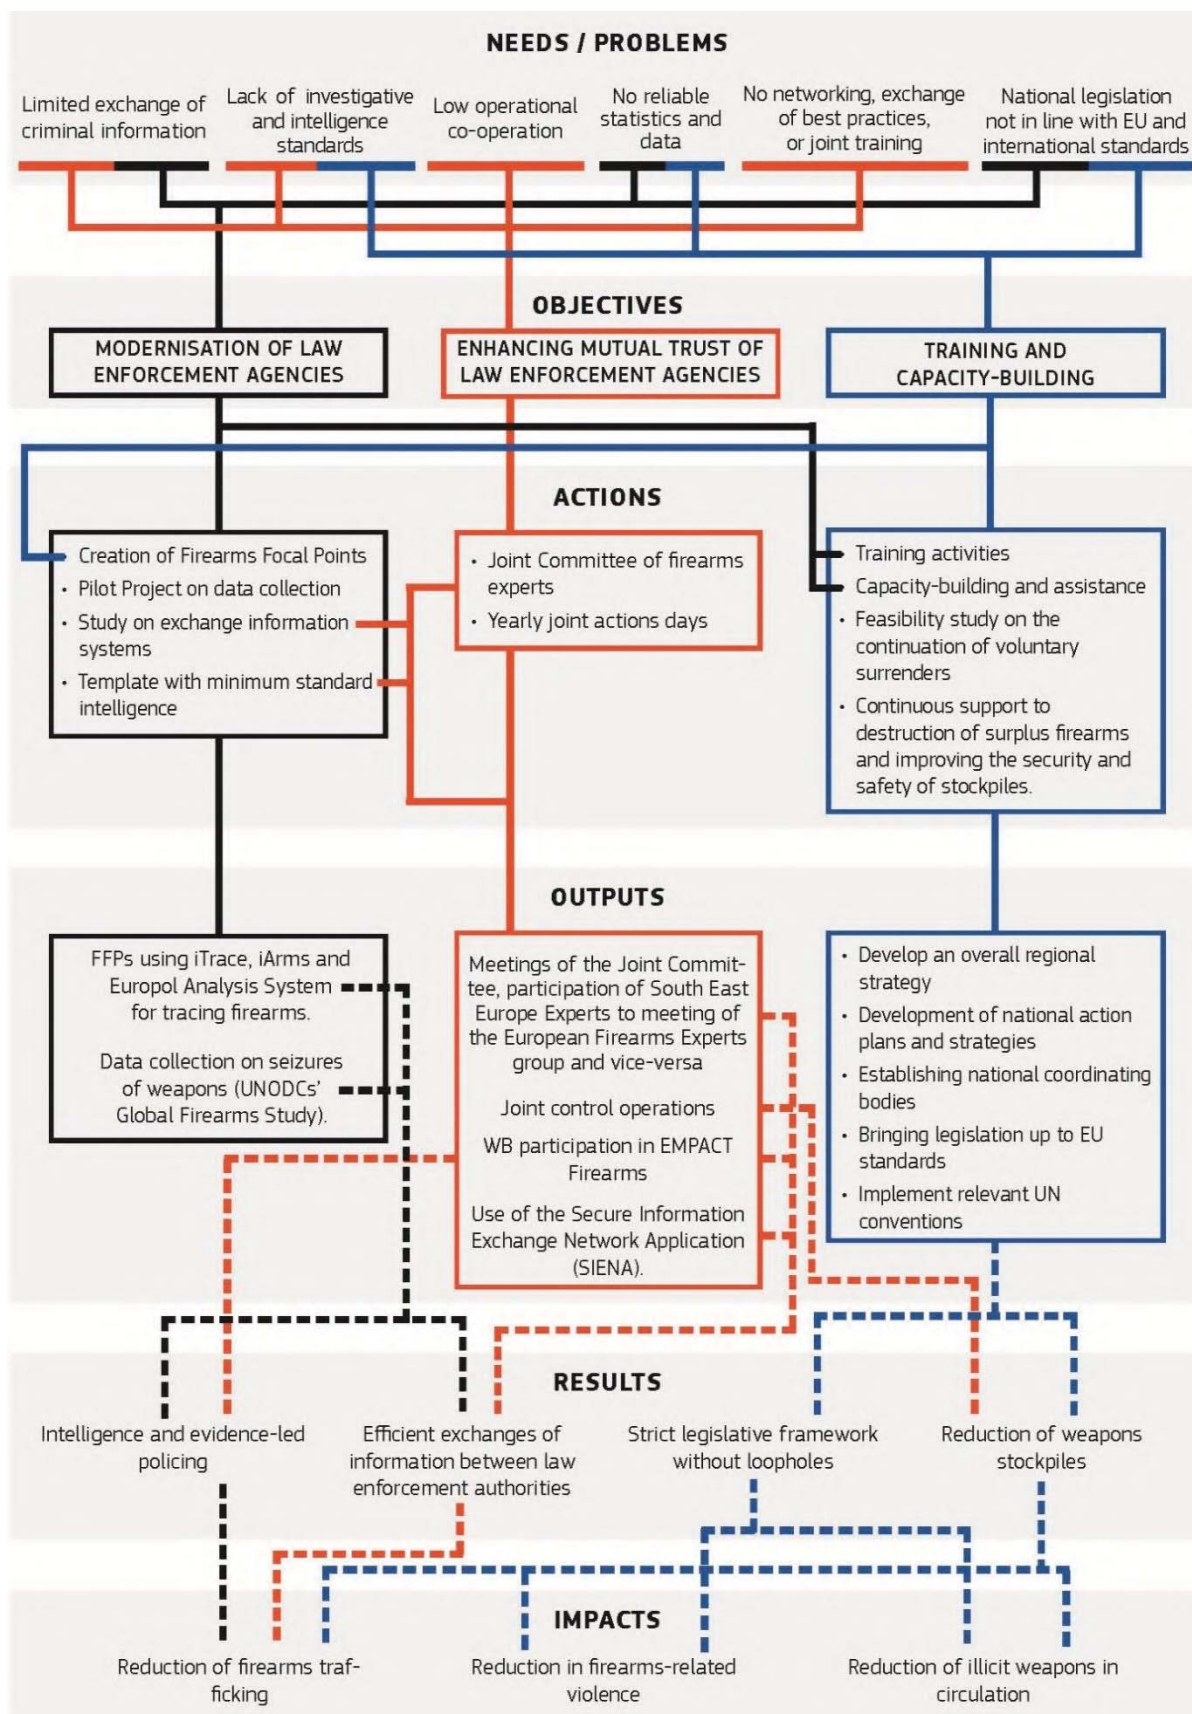 NEEDS / PROBLEMS
Limited exchange of
criminal information
Lack of investigative
and intelligence
standards
Low operational
co-operation
No reliable
statistics and
data
No networking, exchange
of best practices,
or joint training
National legislation
not in line with EU and
international standards
OBJECTIVES
MODERNISATION OF LAW
ENFORCEMENT AGENCIES
ENHANCING MUTUAL TRUST OF
LAW ENFORCEMENT AGENCIES
TRAINING AND
CAPACITY-BUILDING
ACTIONS
Creation of Firearms Focal Points
• Pilot Project on data collection
• Study on exchange information
systems
• Template with minimum standard
intelligence
• Joint Committee of firearms
experts
• Yearly joint actions days
Training activities
Capacity-building and assistance
• Feasibility study on the
continuation of voluntary
surrenders
• Continuous support to
destruction of surplus firearms
and improving the security and
safety of stockpiles.
OUTPUTS
FFPs using iTrace, iArms and
Europol Analysis System
for tracing firearms.
Data collection on seizures
of weapons (UNODCs'
Global Firearms Study).
Meetings of the Joint Commit-
tee, participation of South East
Europe Experts to meeting of
the European Firearms Experts
group and vice-versa
Joint control operations
WB participation in EMPACT
Firearms
Use of the Secure Information
Exchange Network Application
(SIENA).
• Develop an overall regional
strategy
• Development of national action
plans and strategies
• Establishing national coordinating
bodies
• Bringing legislation up to EU
standards
• Implement relevant UN
conventions
RESULTS
Intelligence and evidence-led
policing
Efficient exchanges of
information between law
enforcement authorities
Strict legislative framework
without loopholes
Reduction of weapons
stockpiles
IMPACTS
Reduction of firearms traf-
ficking
Reduction in firearms-related
violence
Reduction of illicit weapons in
circulation